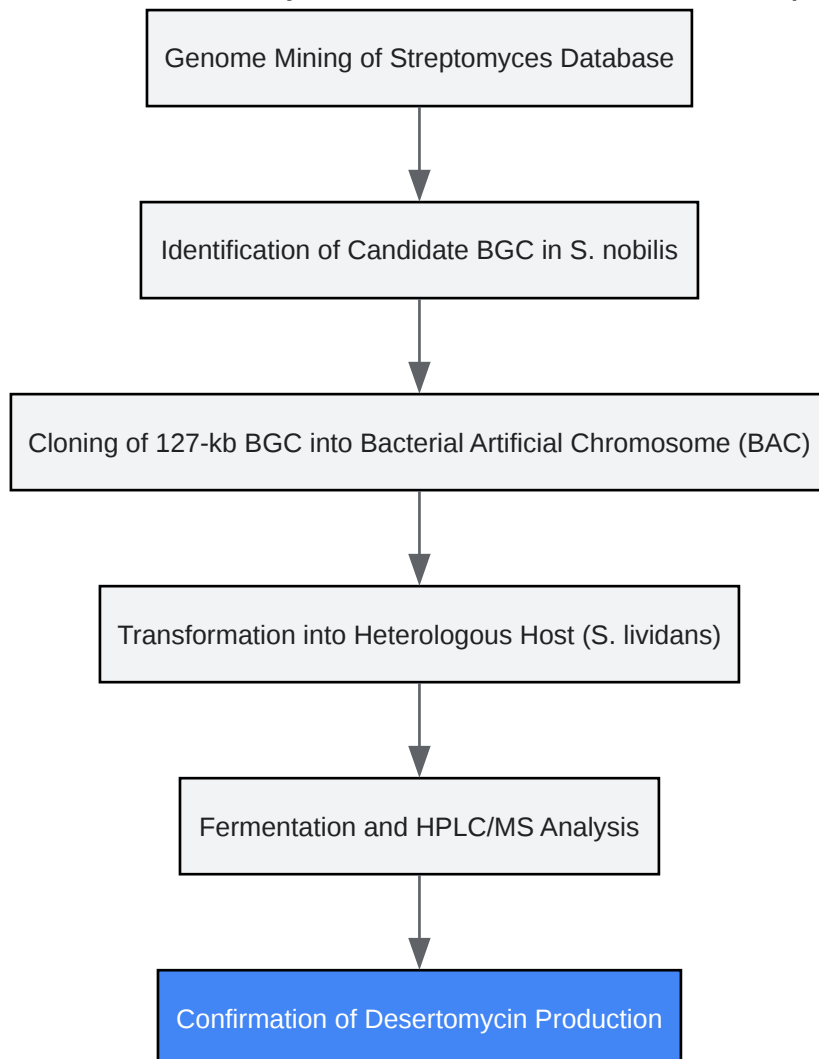 Genome Mining of Streptomyces Database
Identification of Candidate BGC in S. nobilis
Cloning of 127-kb BGC into Bacterial Artificial Chromosome (BAC)
Transformation into Heterologous Host (S. lividans)
Fermentation and HPLC/MS Analysis
Confirmation of Desertomycin Production